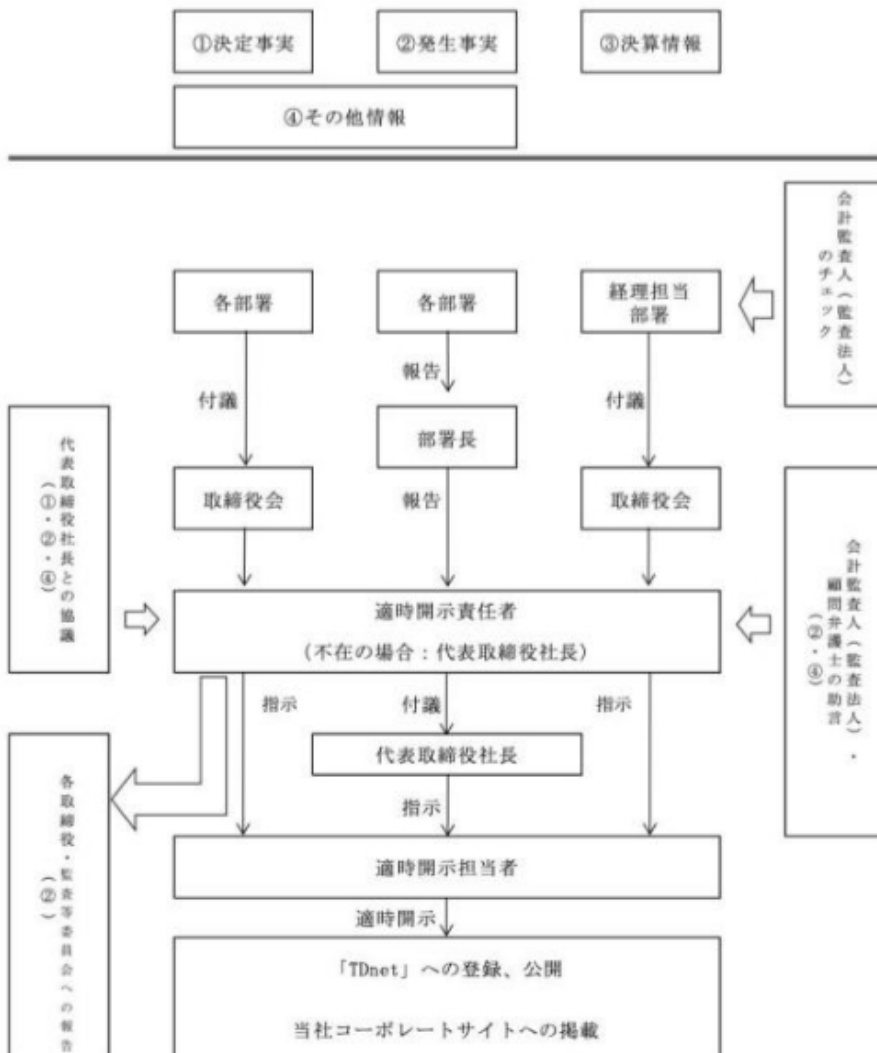 ①決定事実
②発生事実
③決算情報
④その他情報
会計監査人（監査法人）
のチェック
各部署
各部署
経理担当
部署
付議
報告
付議
部署長
代表取締役社長との協議
（①・②・④）
取締役会
報告
取締役会
会計監査人（監査法人）・
顧問弁護士の助言
（②・④）
適時開示責任者
（不在の場合：代表取締役社長）
指示
付議
指示
代表取締役社長
指示
各取締役・監査等委員会への報告
（②）
適時開示担当者
適時開示
「TDnet」への登録、公開
当社コーポレートサイトへの掲載